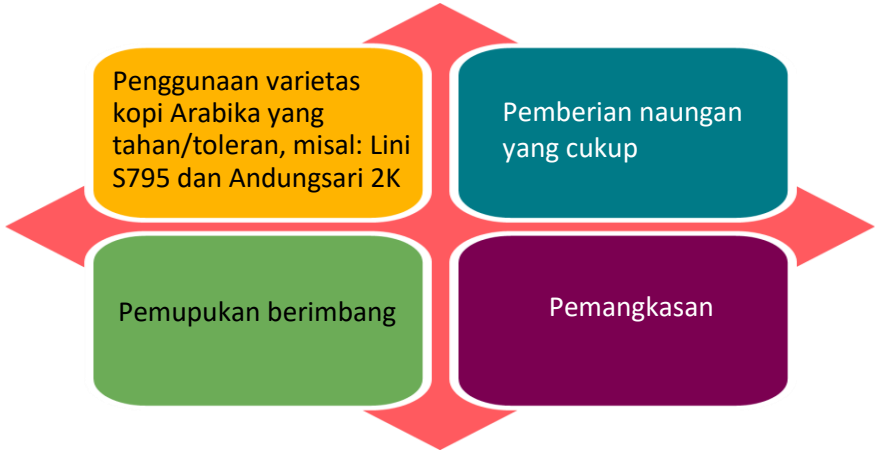 Penggunaan varietas
kopi Arabika yang
tahan/toleran, misal: Lini
S795 dan Andungsari 2K
Pemberian naungan
yang cukup
Pemupukan berimbang
Pemangkasan